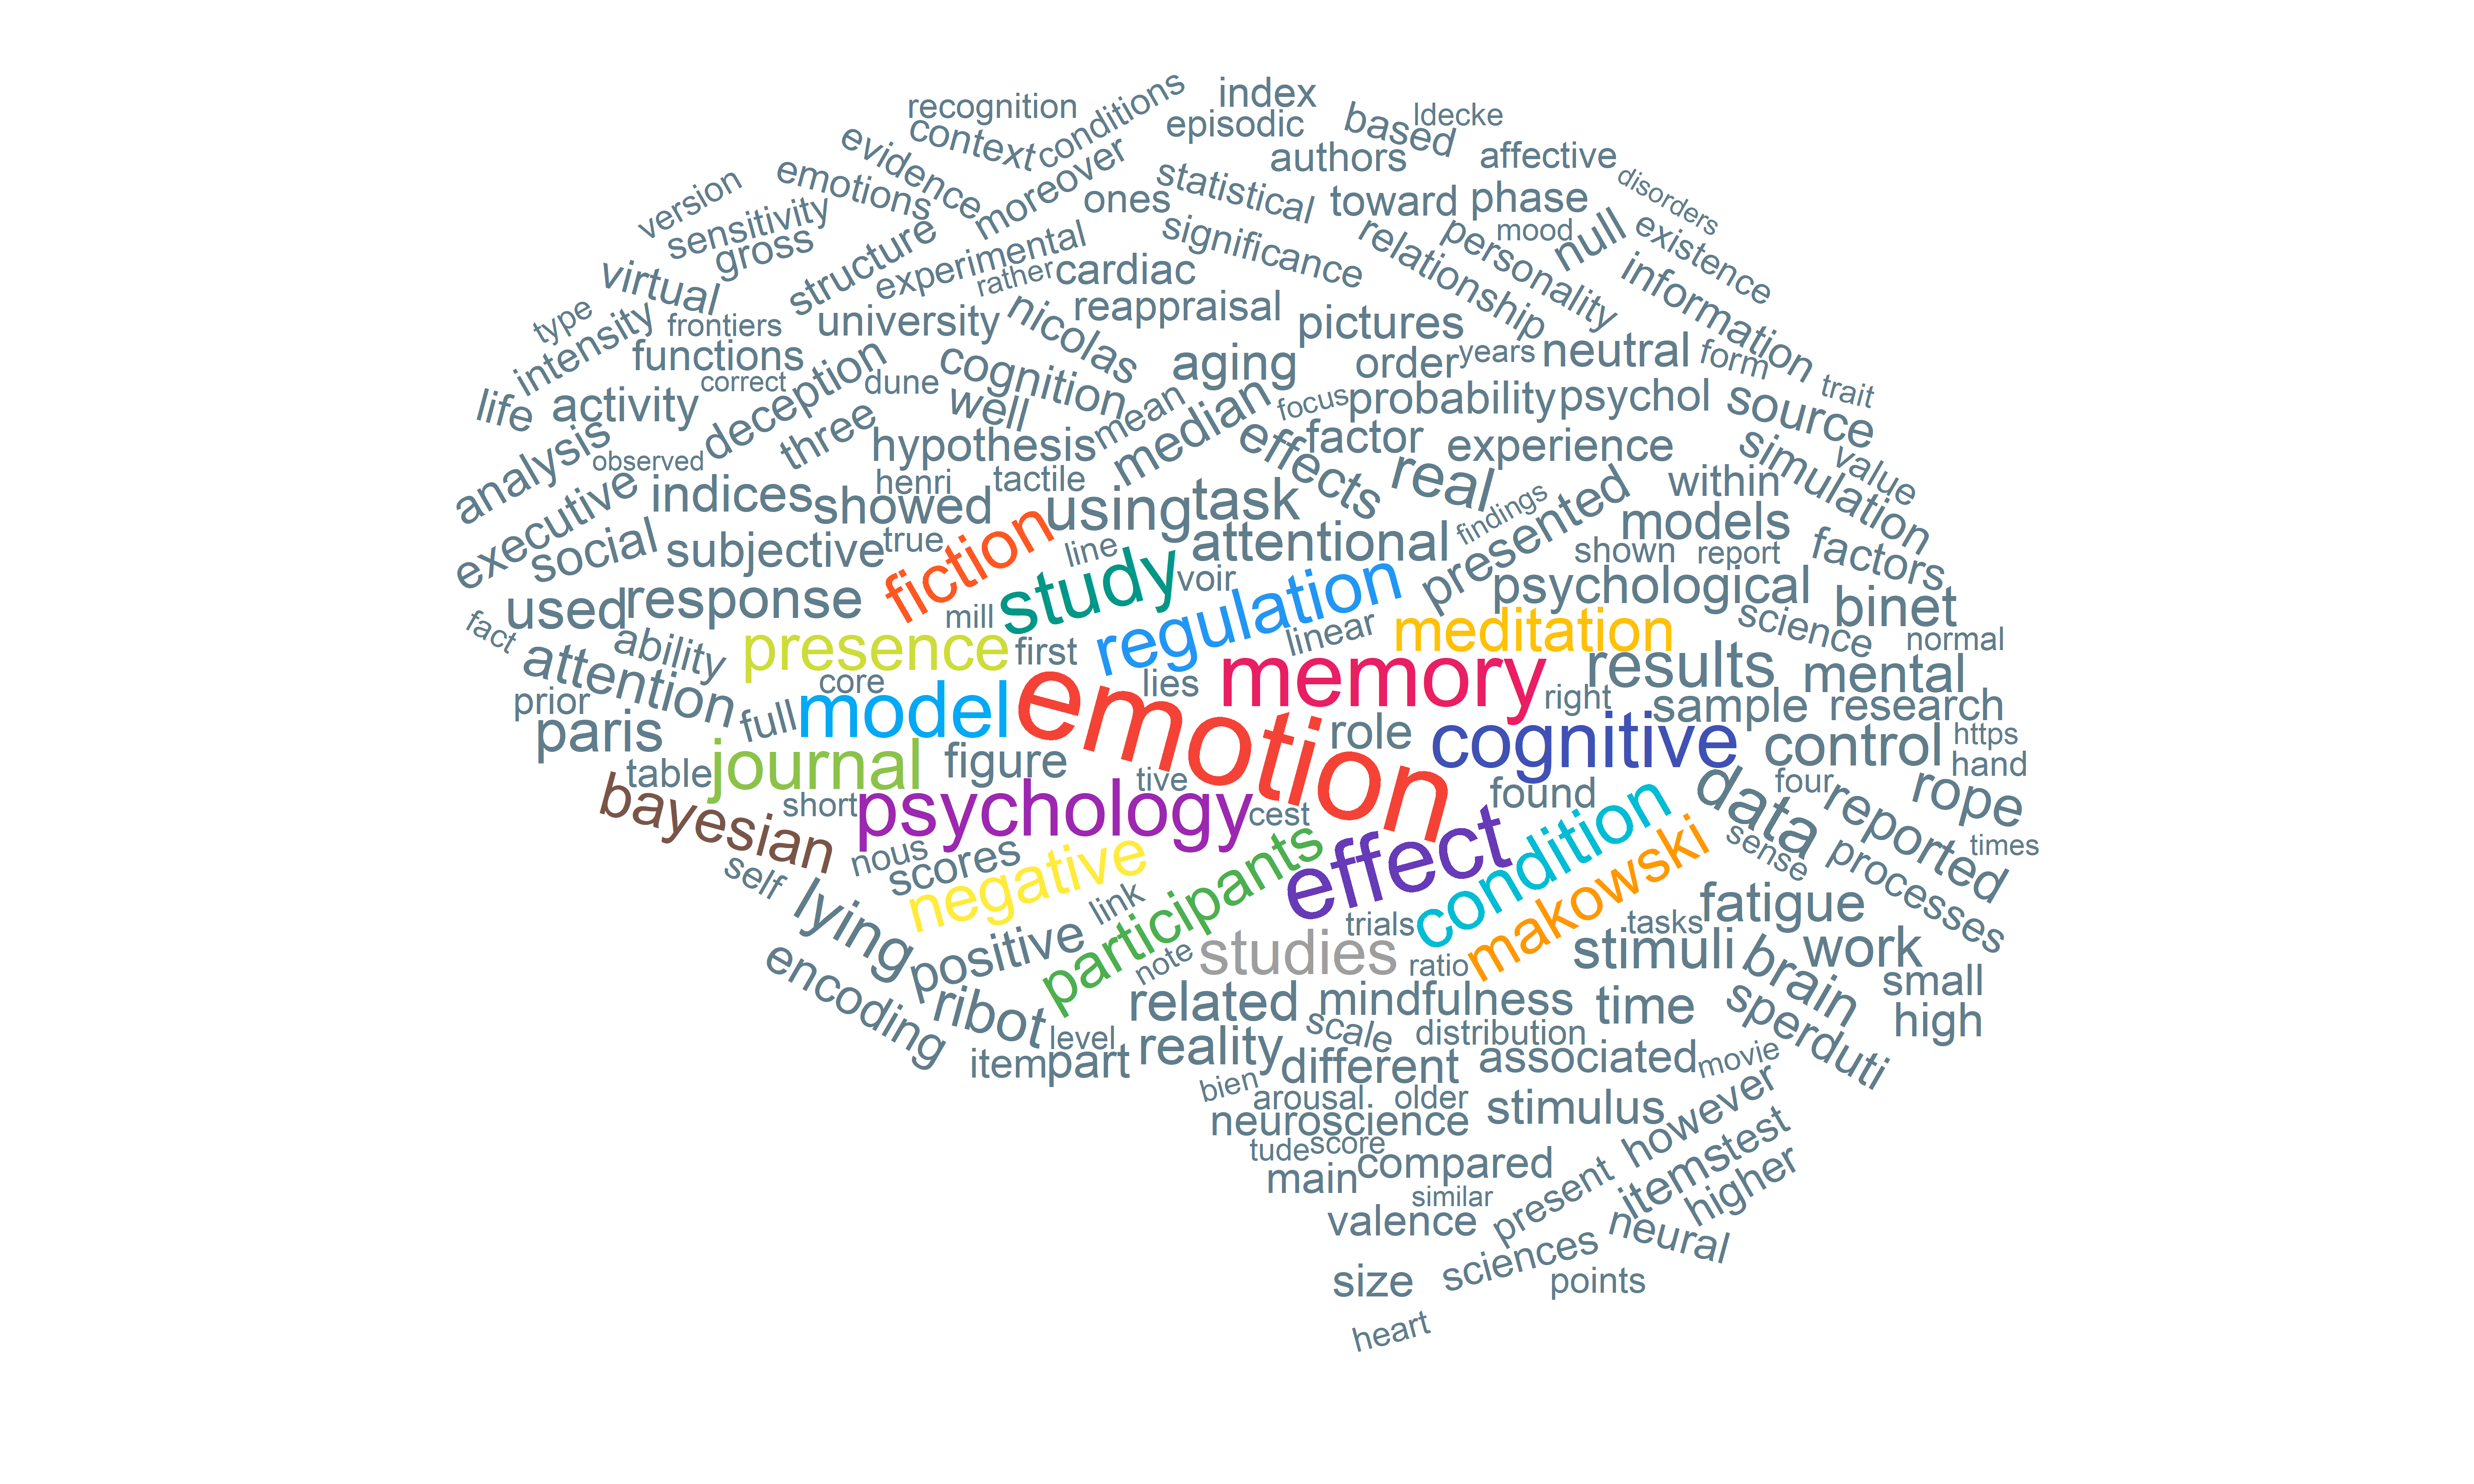 index
recognition
conditions
ldecke
context
episodic
based
evidence
authors
affective
moreover
emotions
statistical
disorders
version
ones
toward
phase
sensitivity
mood
null
existence
gross
structure
experimental
significance
relationship
personality
information
virtual
rather
cardiac
type
intensity
frontiers
university
nicolas
reappraisal
pictures
functions
cognition
aging
order
years
neutral
form
trait
life
activity
correct
deception
dune
well
mean
median
focus
probability
psychol
source
three
hypothesis
effects
factor
experience
simulation
value
analysis
observed
henri
tactile
real
within
executive
indices
showed
using
task
presented
findings
models
social
subjective
true
fiction
line
attentional
shown
report
factors
used
response
study
voir
regulation
psychological
binet
fact
ability
mill
presence
first
linear
meditation
science
normal
attention
core
lies
memory
right
results
mental
prior
paris
full
model
emotion
role
cognitive
sample
research
control
https
table
journal
figure
tive
found
data
four
hand
rope
bayesian
short
psychology
cest
condition
reported
sense
times
self
nous
scores
negative
participants
effect
makowski
processes
lying
link
trials
tasks
fatigue
encoding
positive
note
studies
ratio
stimuli
brain
work
small
ribot
related
mindfulness
time
sperduti
high
level
item
part
reality
scale
distribution
different
associated
movie
bien
arousal.
older
neuroscience
stimulus
however
tude
score
main
compared
items
test
similar
present
higher
valence
neural
sciences
size
points
heart